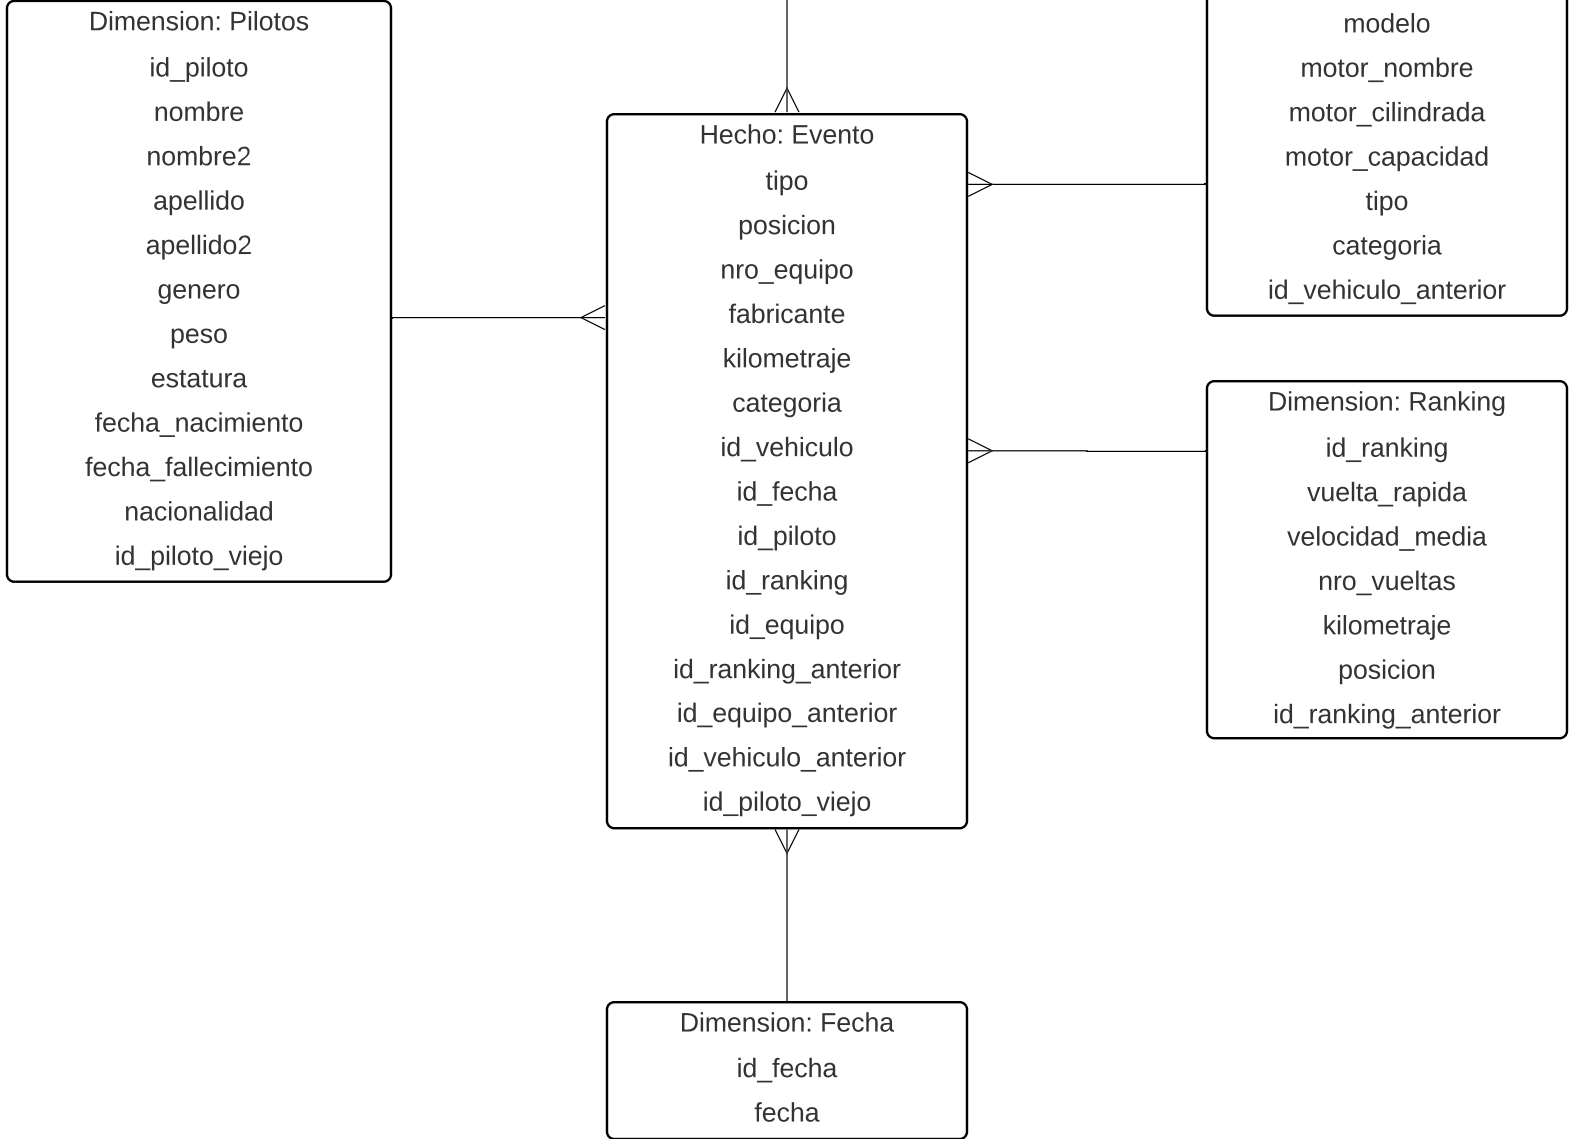 Dimension: Pilotos
id_piloto
nombre
nombre2
apellido
apellido2
genero
peso
estatura
fecha_nacimiento
fecha_fallecimiento
nacionalidad
id_piloto_viejo
Hecho: Evento
tipo
posicion
nro_equipo
fabricante
kilometraje
categoria
id_vehiculo
id_fecha
id_piloto
id_ranking
id_equipo
id_ranking_anterior
id_equipo_anterior
id_vehiculo_anterior
id_piloto_viejo
modelo
motor_nombre
motor_cilindrada
motor_capacidad
tipo
categoria
id_vehiculo_anterior
Dimension: Ranking
id_ranking
vuelta_rapida
velocidad_media
nro_vueltas
kilometraje
posicion
id_ranking_anterior
Dimension: Fecha
id_fecha
fecha